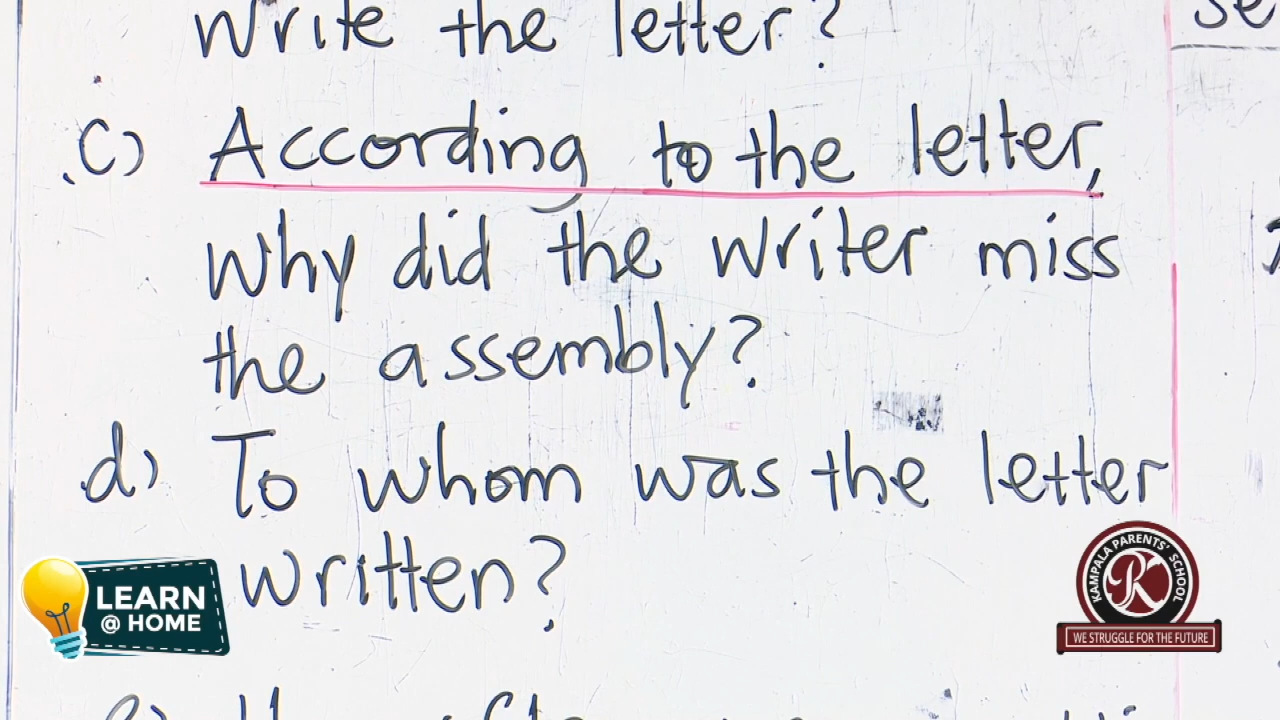 write the letter?
c) According to the letter,
why did the writer miss
the assembly?
d) To whom was the letter
written?
LEARN
@ HOME
KAMPALA PARENTS' SCHOOL
WE STRUGGLE FOR THE FUTURE